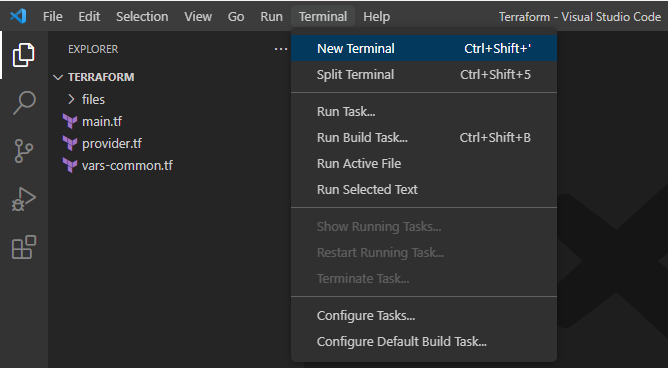 File Edit Selection View Go Run Terminal Help Terraform - Visual Studio Code
EXPLORER
TERRAFORM
files
main.tf
provider.tf
vars-common.tf
New Terminal Ctrl+Shift+'
Split Terminal Ctrl+Shift+5
Run Task...
Run Build Task... Ctrl+Shift+B
Run Active File
Run Selected Text
Show Running Tasks...
Restart Running Task...
Terminate Task...
Configure Tasks...
Configure Default Build Task...